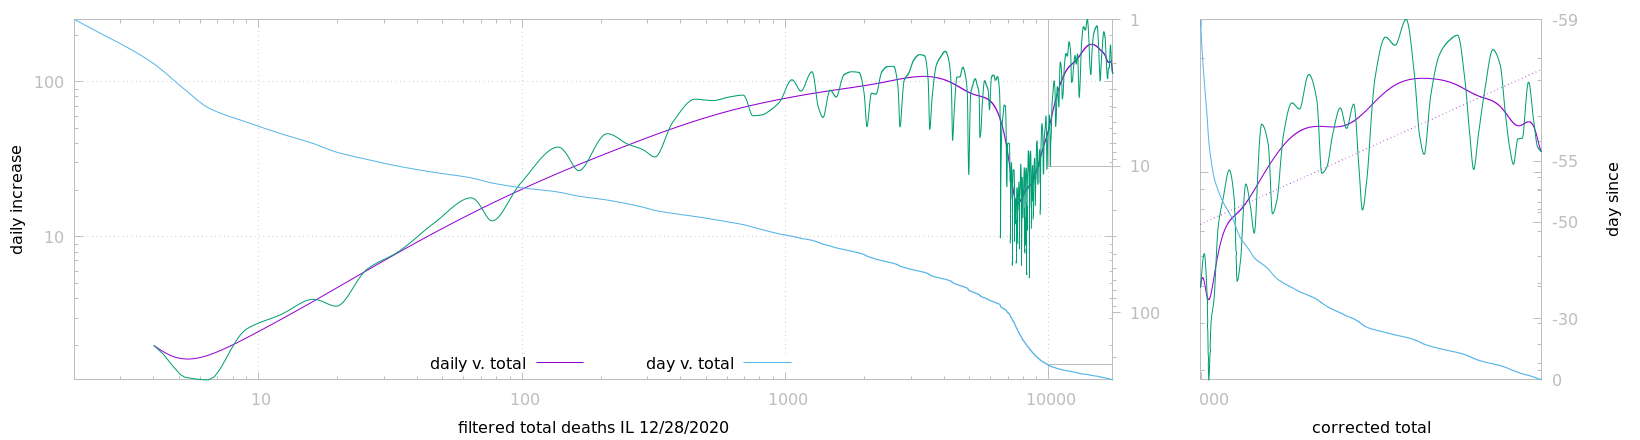 daily increase
100
10
10
100
1000
10000
1
10
100
daily v. total
day v. total
filtered total deaths IL 12/28/2020
-59
-55
-50
-30
0
day since
000
corrected total